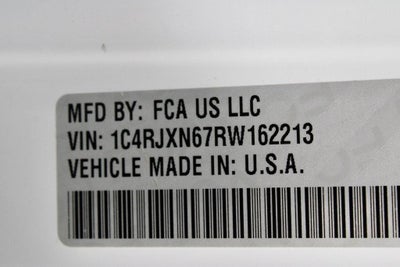 MFD BY: FCA US LLC
VIN: 1C4RJXN67RW162213
VEHICLE MADE IN: U.S.A.